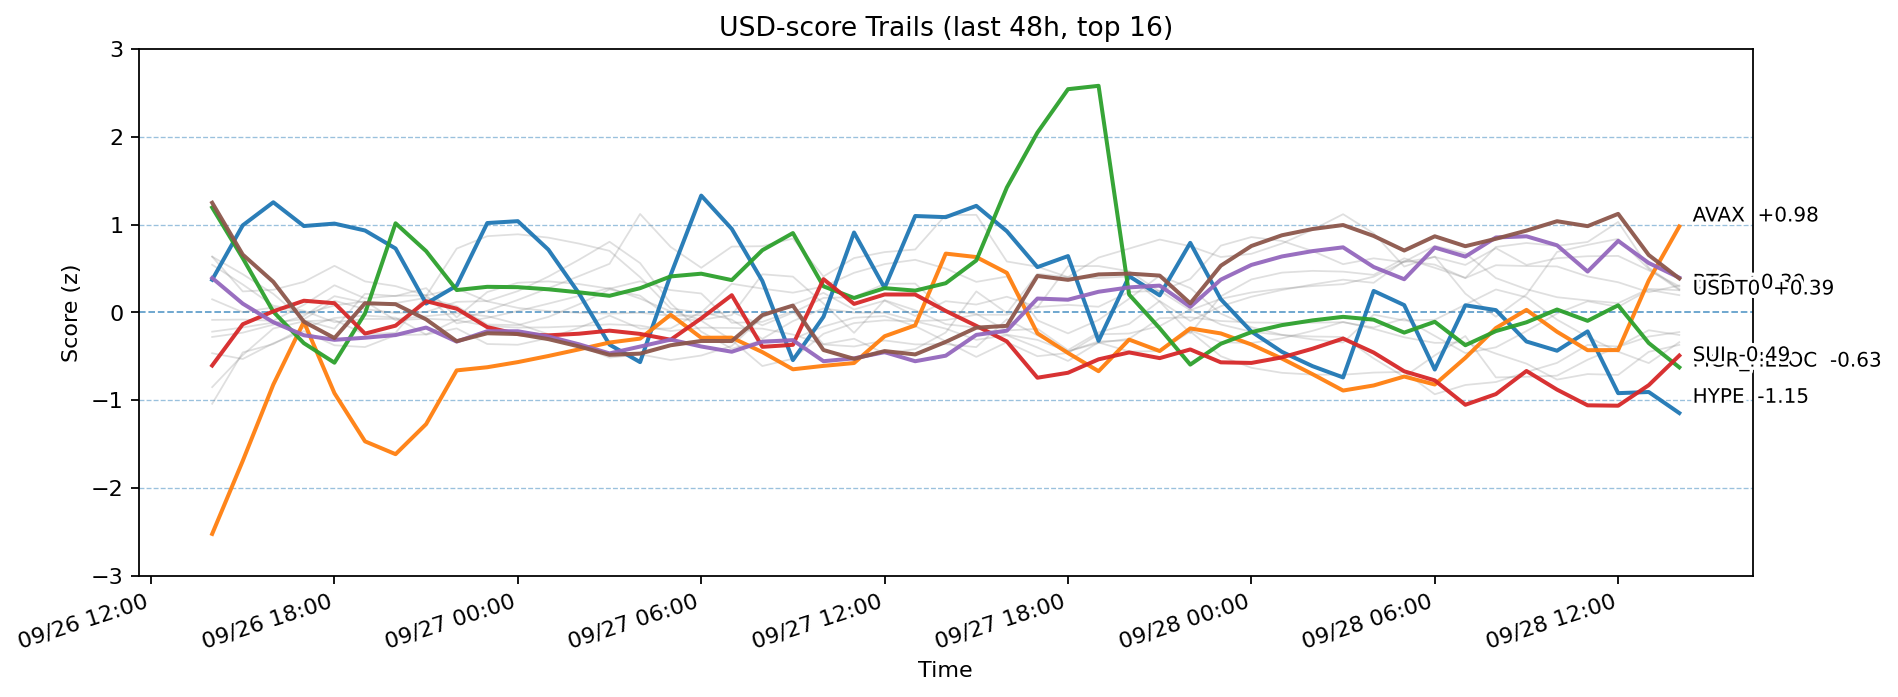 USD-score Trails (last 48h, top 16)
3
2
1
0
−1
−2
−3
Score (z)
AVAX +0.98
USDT0 +0.39
SUI -0.49
-0.63
HYPE -1.15
09/26 12:00
09/26 18:00
09/27 00:00
09/27 06:00
09/27 12:00
09/27 18:00
09/28 00:00
09/28 06:00
09/28 12:00
Time